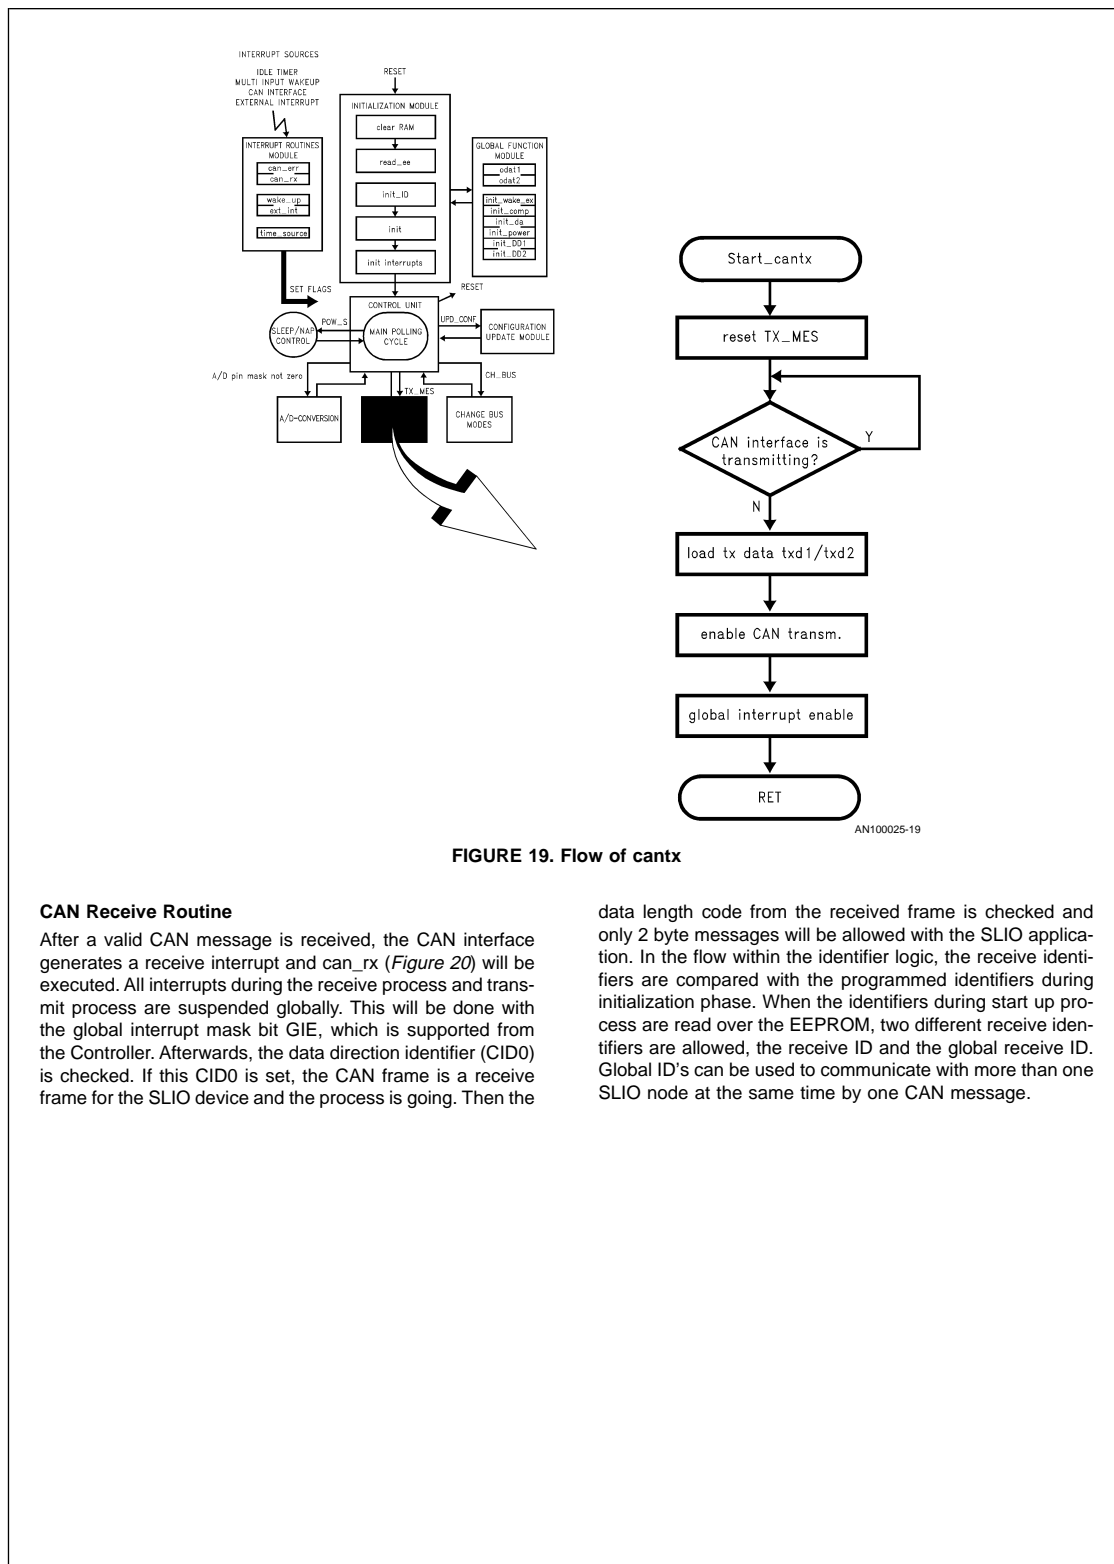 INTERRUPT SOURCES
IDLE TIMER
MULTI INPUT WAKEUP
CAN INTERFACE
EXTERNAL INTERRUPT
INTERRUPT ROUTINES
MODULE
can_err
can_rx
wake_up
ext_int
time_source
SET FLAGS
RESET
INITIALIZATION MODULE
clear RAM
read_ee
init_ID
init
init interrupts
GLOBAL FUNCTION
MODULE
odat1
odat2
init_wake_ex
init_comp
init_da
init_power
init_DD1
init_DD2
RESET
CONTROL UNIT
MAIN POLLING
CYCLE
POW_S
SLEEP/NAP
CONTROL
UPD_CONF
CONFIGURATION
UPDATE MODULE
A/D pin mask not zero
CH_BUS
TX_MES
A/D-CONVERSION
CHANGE BUS
MODES
Start_cantx
reset TX_MES
CAN interface is
transmitting?
Y
N
load tx data txd1/txd2
enable CAN transm.
global interrupt enable
RET
AN100025-19
FIGURE 19. Flow of cantx
CAN Receive Routine
After a valid CAN message is received, the CAN interface
generates a receive interrupt and can_rx (Figure 20) will be
executed. All interrupts during the receive process and trans-
mit process are suspended globally. This will be done with
the global interrupt mask bit GIE, which is supported from
the Controller. Afterwards, the data direction identifier (CID0)
is checked. If this CID0 is set, the CAN frame is a receive
frame for the SLIO device and the process is going. Then the
data length code from the received frame is checked and
only 2 byte messages will be allowed with the SLIO applica-
tion. In the flow within the identifier logic, the receive identi-
fiers are compared with the programmed identifiers during
initialization phase. When the identifiers during start up pro-
cess are read over the EEPROM, two different receive iden-
tifiers are allowed, the receive ID and the global receive ID.
Global ID's can be used to communicate with more than one
SLIO node at the same time by one CAN message.